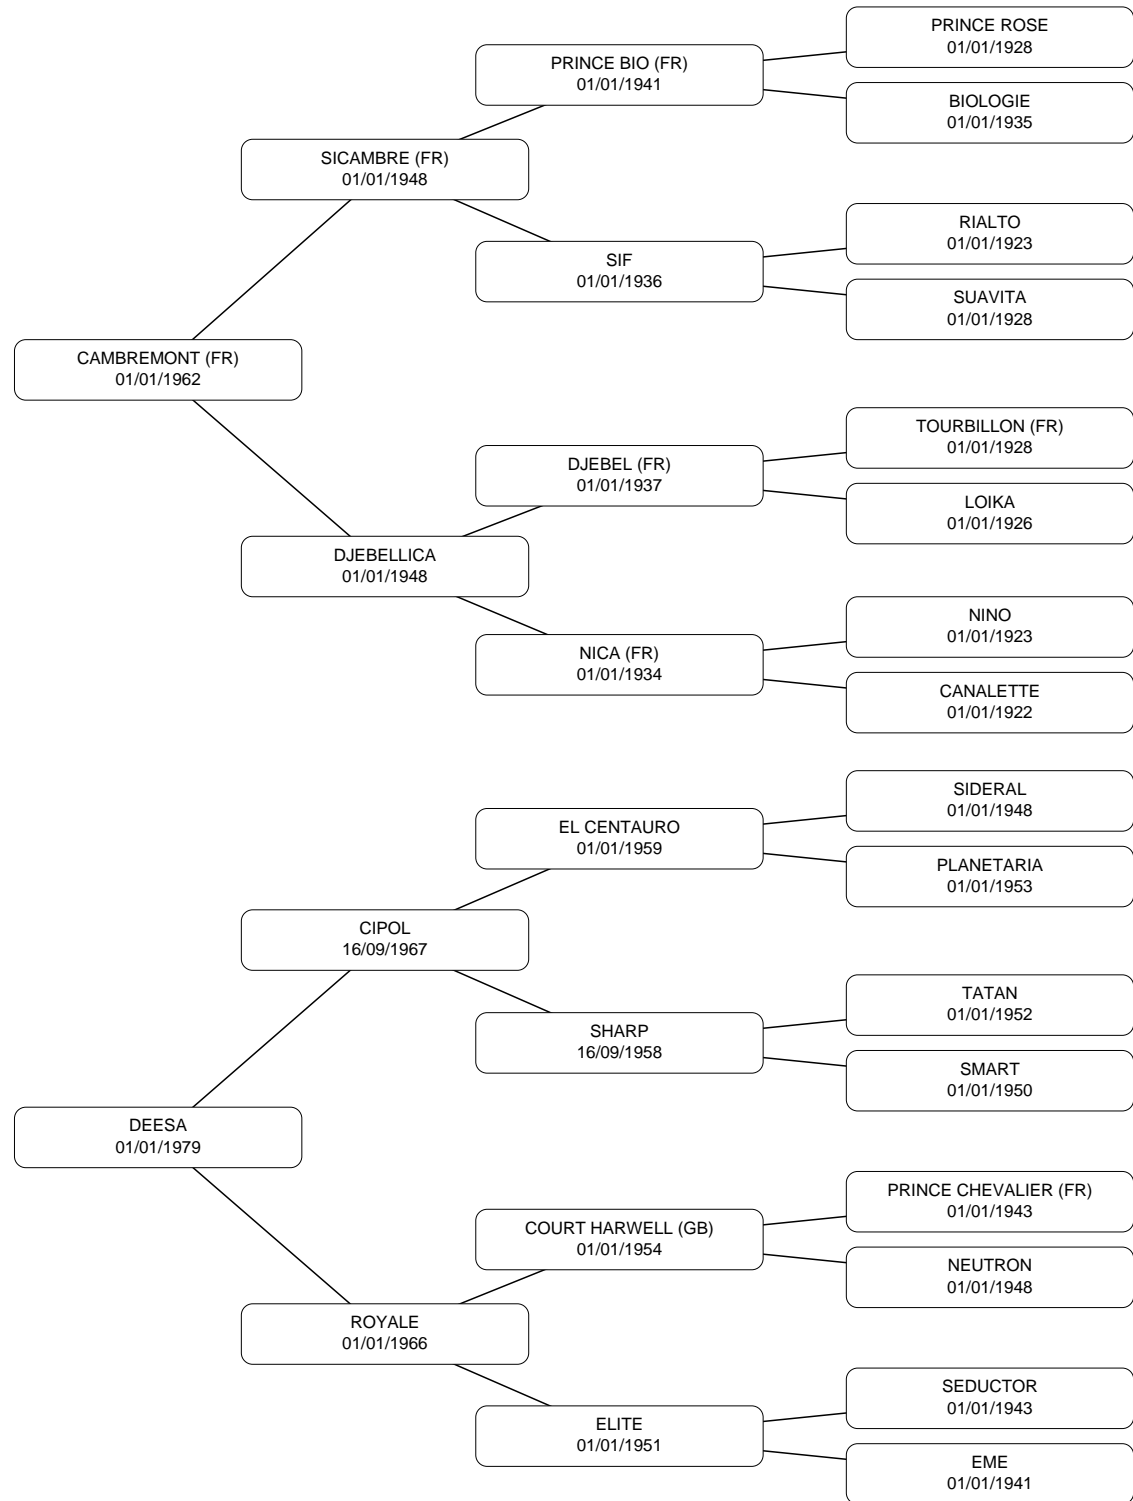 PRINCE ROSE
01/01/1928
PRINCE BIO (FR)
01/01/1941
BIOLOGIE
01/01/1935
SICAMBRE (FR)
01/01/1948
RIALTO
01/01/1923
SIF
01/01/1936
SUAVITA
01/01/1928
CAMBREMONT (FR)
01/01/1962
TOURBILLON (FR)
01/01/1928
DJEBEL (FR)
01/01/1937
LOIKA
01/01/1926
DJEBELLICA
01/01/1948
NINO
01/01/1923
NICA (FR)
01/01/1934
CANALETTE
01/01/1922
SIDERAL
01/01/1948
EL CENTAURO
01/01/1959
PLANETARIA
01/01/1953
CIPOL
16/09/1967
TATAN
01/01/1952
SHARP
16/09/1958
SMART
01/01/1950
DEESA
01/01/1979
PRINCE CHEVALIER (FR)
01/01/1943
COURT HARWELL (GB)
01/01/1954
NEUTRON
01/01/1948
ROYALE
01/01/1966
SEDUCTOR
01/01/1943
ELITE
01/01/1951
EME
01/01/1941